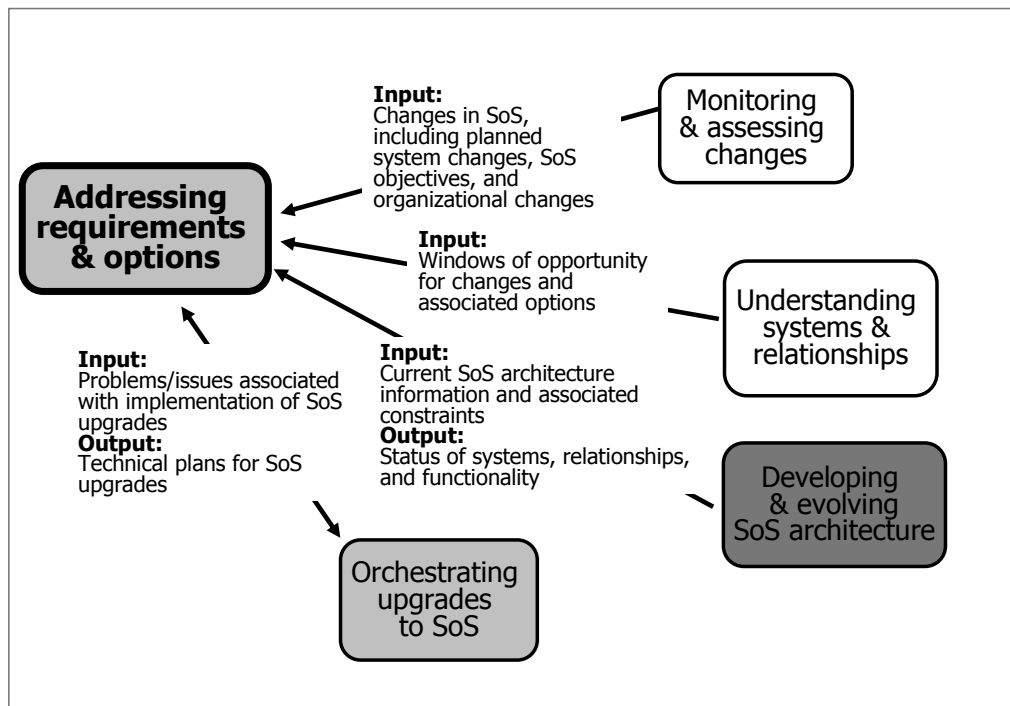 Input:
Changes in SoS,
including planned
system changes, SoS
objectives, and
organizational changes
Monitoring
& assessing
changes
Addressing
requirements
& options
Input:
Windows of opportunity
for changes and
associated options
Understanding
systems &
relationships
Input:
Problems/issues associated
with implementation of SoS
upgrades
Output:
Technical plans for SoS
upgrades
Input:
Current SoS architecture
information and associated
constraints
Output:
Status of systems, relationships,
and functionality
Developing
& evolving
SoS architecture
Orchestrating
upgrades
to SoS